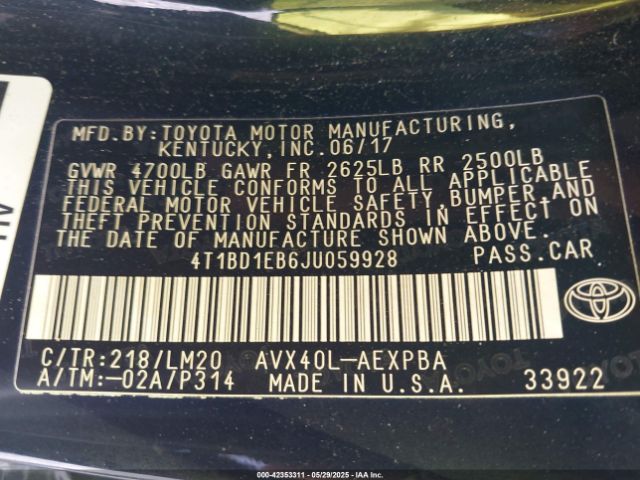 MFD.BY:TOYOTA MOTOR MANUFACTURING,
KENTUCKY,INC.06/17
GVWR 4700LB GAWR FR 2625LB RR 2500LB
THIS VEHICLE CONFORMS TO ALL APPLICABLE
FEDERAL MOTOR VEHICLE SAFETY,BUMPER,AND
THEFT PREVENTION STANDARDS IN EFFECT ON
THE DATE OF MANUFACTURE SHOWN ABOVE.
4T1BD1EB6JU059928 PASS.CAR
C/TR:218/LM20 AVX40L-AEXPBA
A/TM:-02A/P314 MADE IN U.S.A. 33922
000-42353311 - 05/29/2025 - IAAI.COM